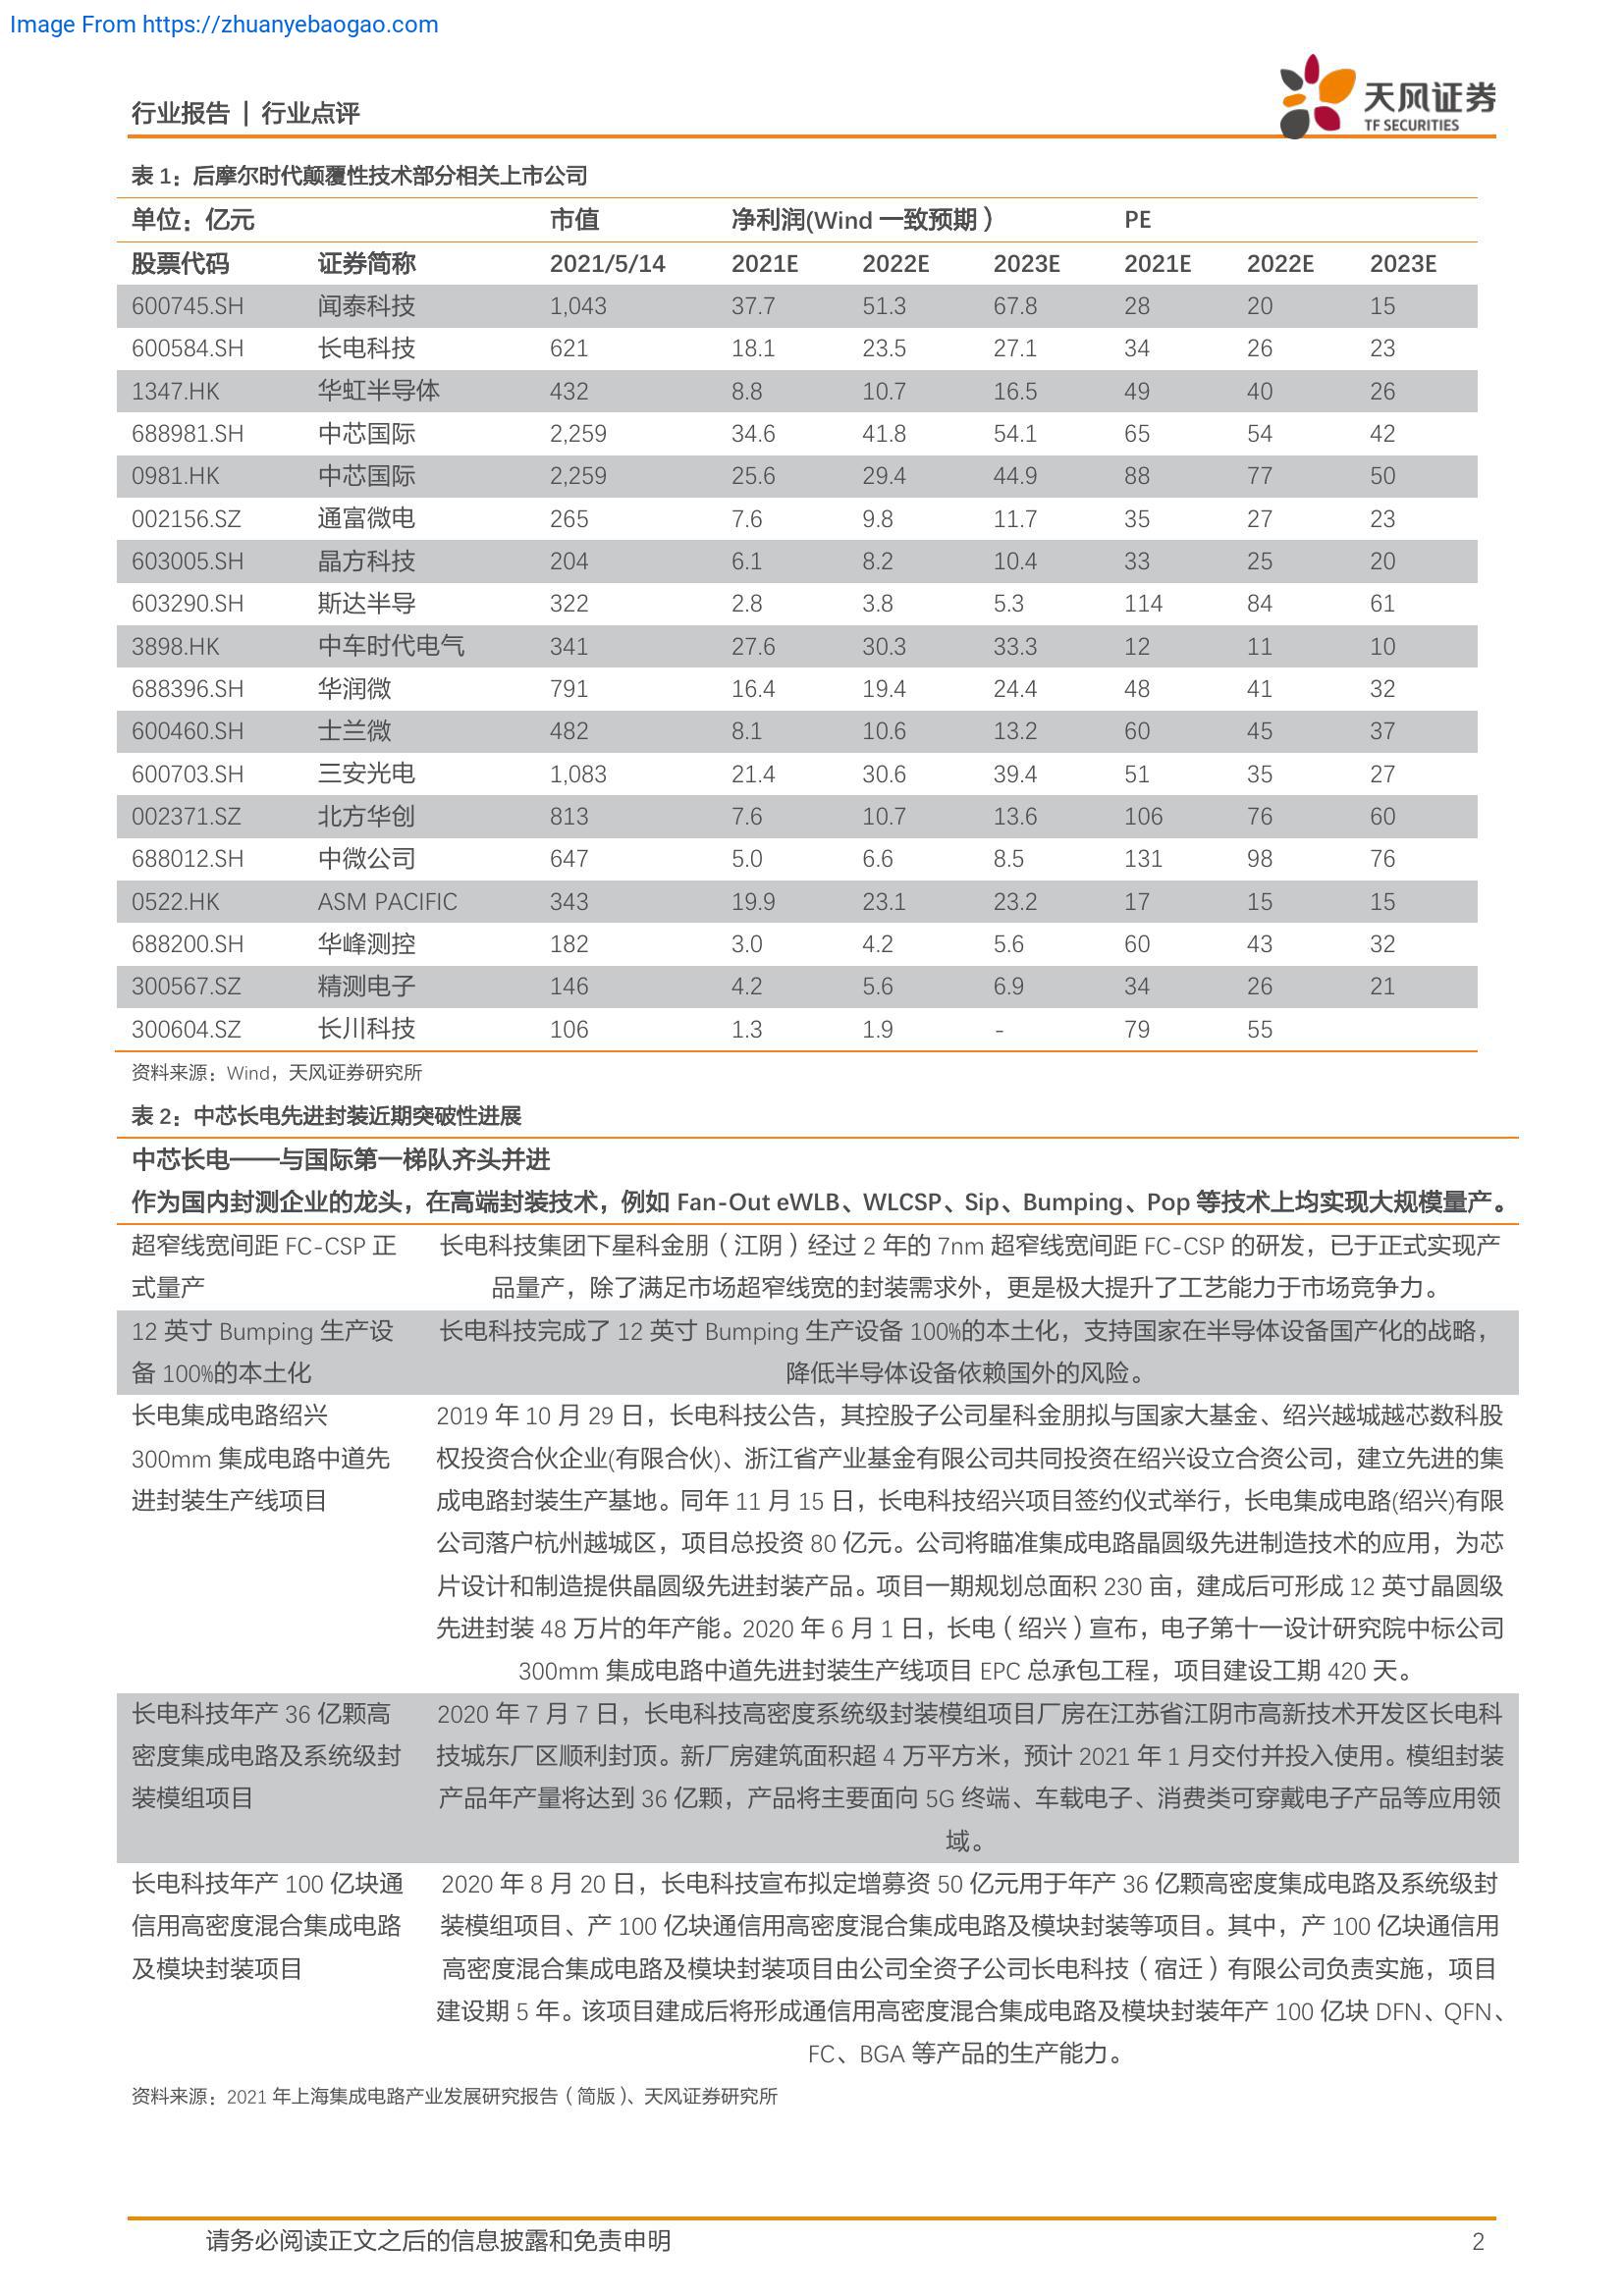 Image From https://zhuanyebaogao.com
行业报告 | 行业点评
天风证券
TF SECURITIES
表 1：后摩尔时代颠覆性技术部分相关上市公司
单位：亿元 市值 净利润(Wind 一致预期） PE
股票代码 证券简称 2021/5/14 2021E 2022E 2023E 2021E 2022E 2023E
600745.SH 闻泰科技 1,043 37.7 51.3 67.8 28 20 15
600584.SH 长电科技 621 18.1 23.5 27.1 34 26 23
1347.HK 华虹半导体 432 8.8 10.7 16.5 49 40 26
688981.SH 中芯国际 2,259 34.6 41.8 54.1 65 54 42
0981.HK 中芯国际 2,259 25.6 29.4 44.9 88 77 50
002156.SZ 通富微电 265 7.6 9.8 11.7 35 27 23
603005.SH 晶方科技 204 6.1 8.2 10.4 33 25 20
603290.SH 斯达半导 322 2.8 3.8 5.3 114 84 61
3898.HK 中车时代电气 341 27.6 30.3 33.3 12 11 10
688396.SH 华润微 791 16.4 19.4 24.4 48 41 32
600460.SH 士兰微 482 8.1 10.6 13.2 60 45 37
600703.SH 三安光电 1,083 21.4 30.6 39.4 51 35 27
002371.SZ 北方华创 813 7.6 10.7 13.6 106 76 60
688012.SH 中微公司 647 5.0 6.6 8.5 131 98 76
0522.HK ASM PACIFIC 343 19.9 23.1 23.2 17 15 15
688200.SH 华峰测控 182 3.0 4.2 5.6 60 43 32
300567.SZ 精测电子 146 4.2 5.6 6.9 34 26 21
300604.SZ 长川科技 106 1.3 1.9 - 79 55
资料来源：Wind，天风证券研究所
表 2：中芯长电先进封装近期突破性进展
中芯长电——与国际第一梯队齐头并进
作为国内封测企业的龙头，在高端封装技术，例如 Fan-Out eWLB、WLCSP、Sip、Bumping、Pop 等技术上均实现大规模量产。
超窄线宽间距 FC-CSP 正
式量产
长电科技集团下星科金朋（江阴）经过 2 年的 7nm 超窄线宽间距 FC-CSP 的研发，已于正式实现产
品量产，除了满足市场超窄线宽的封装需求外，更是极大提升了工艺能力于市场竞争力。
12 英寸 Bumping 生产设
备 100%的本土化
长电科技完成了 12 英寸 Bumping 生产设备 100%的本土化，支持国家在半导体设备国产化的战略，
降低半导体设备依赖国外的风险。
长电集成电路绍兴
300mm 集成电路中道先
进封装生产线项目
2019 年 10 月 29 日，长电科技公告，其控股子公司星科金朋拟与国家大基金、绍兴越城越芯数科股
权投资合伙企业(有限合伙)、浙江省产业基金有限公司共同投资在绍兴设立合资公司，建立先进的集
成电路封装生产基地。同年 11 月 15 日，长电科技绍兴项目签约仪式举行，长电集成电路(绍兴)有限
公司落户杭州越城区，项目总投资 80 亿元。公司将瞄准集成电路晶圆级先进制造技术的应用，为芯
片设计和制造提供晶圆级先进封装产品。项目一期规划总面积 230 亩，建成后可形成 12 英寸晶圆级
先进封装 48 万片的年产能。2020 年 6 月 1 日，长电（绍兴）宣布，电子第十一设计研究院中标公司
300mm 集成电路中道先进封装生产线项目 EPC 总承包工程，项目建设工期 420 天。
长电科技年产 36 亿颗高
密度集成电路及系统级封
装模组项目
2020 年 7 月 7 日，长电科技高密度系统级封装模组项目厂房在江苏省江阴市高新技术开发区长电科
技城东厂区顺利封顶。新厂房建筑面积超 4 万平方米，预计 2021 年 1 月交付并投入使用。模组封装
产品年产量将达到 36 亿颗，产品将主要面向 5G 终端、车载电子、消费类可穿戴电子产品等应用领
域。
长电科技年产 100 亿块通
信用高密度混合集成电路
及模块封装项目
2020 年 8 月 20 日，长电科技宣布拟定增募资 50 亿元用于年产 36 亿颗高密度集成电路及系统级封
装模组项目、产 100 亿块通信用高密度混合集成电路及模块封装等项目。其中，产 100 亿块通信用
高密度混合集成电路及模块封装项目由公司全资子公司长电科技（宿迁）有限公司负责实施，项目
建设期 5 年。该项目建成后将形成通信用高密度混合集成电路及模块封装年产 100 亿块 DFN、QFN、
FC、BGA 等产品的生产能力。
资料来源：2021 年上海集成电路产业发展研究报告（简版）、天风证券研究所
请务必阅读正文之后的信息披露和免责申明 2